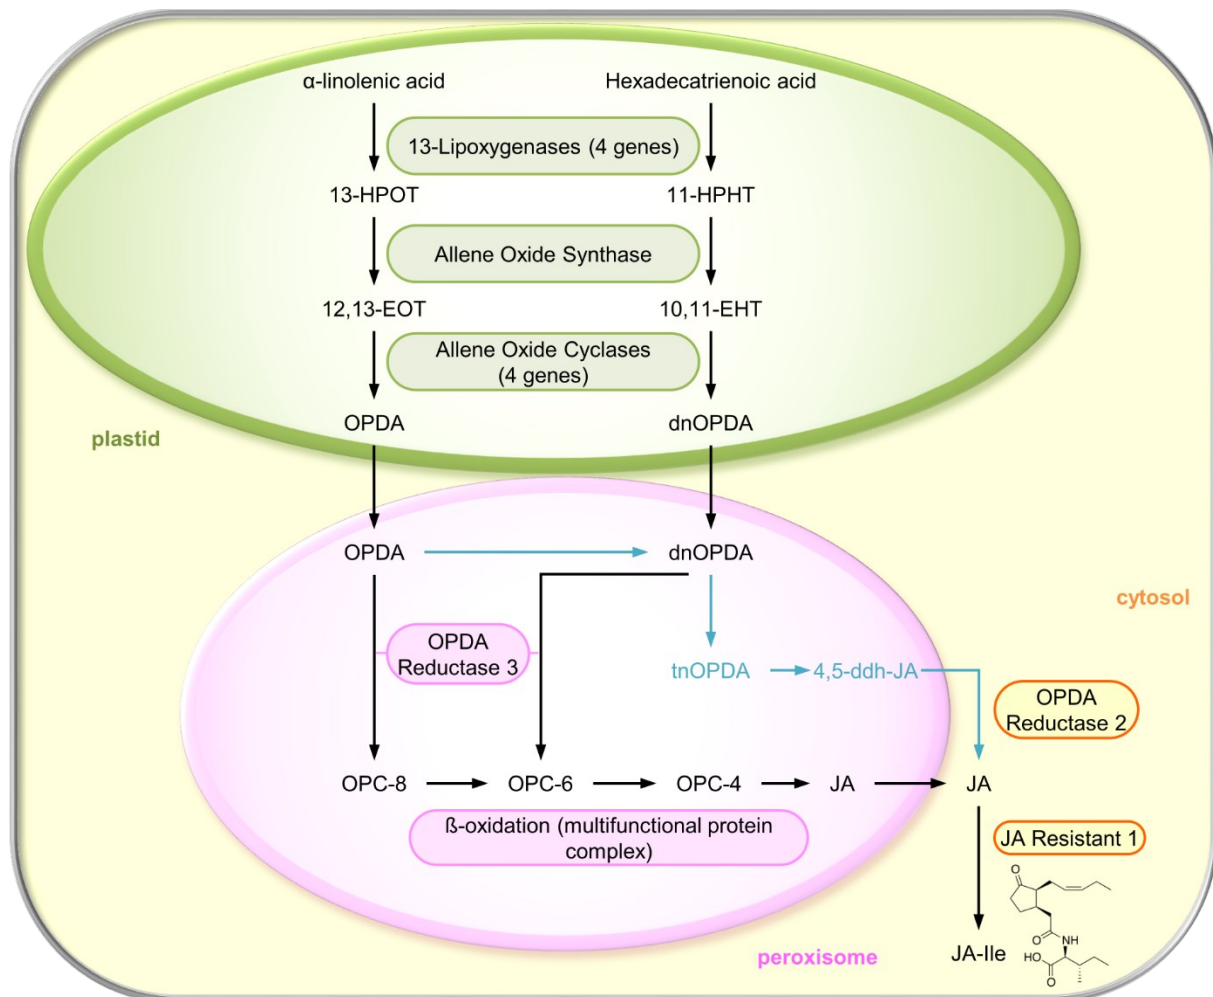 α-linolenic acid
Hexadecatrienoic acid
13-Lipoxygenases (4 genes)
13-HPOT
11-HPHT
Allene Oxide Synthase
12,13-EOT
10,11-EHT
Allene Oxide Cyclases
(4 genes)
OPDA
dnOPDA
plastid
OPDA
dnOPDA
cytosol
OPDA
Reductase 3
tnOPDA
4,5-ddh-JA
OPDA
Reductase 2
OPC-8
OPC-6
OPC-4
JA
JA
ß-oxidation (multifunctional protein
complex)
JA Resistant 1
O
O
NH
HO
O
JA-Ile
peroxisome